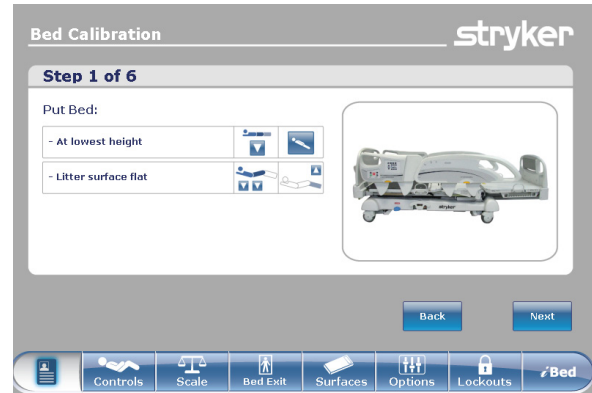 Bed Calibration
stryker
Step 1 of 6
Put Bed:
- At lowest height
- Litter surface flat
stryker
Back
Next
Controls
Scale
Bed Exit
Surfaces
Options
Lockouts
iBed